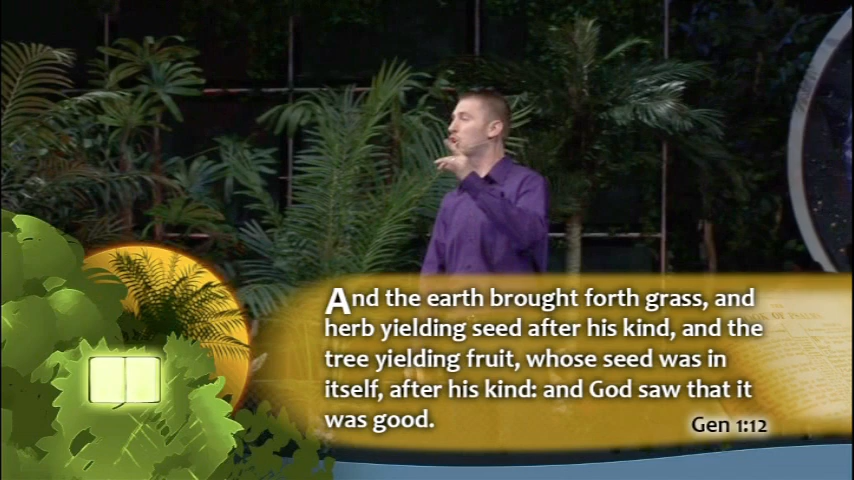 And the earth brought forth grass, and
herb yielding seed after his kind, and the
tree yielding fruit, whose seed was in
itself, after his kind: and God saw that it
was good.
Gen 1:12